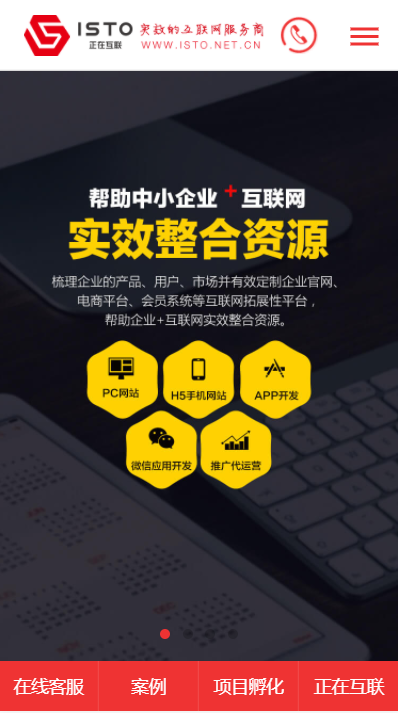 ISTO
正在互联
实效的互联网服务商
WWW.ISTO.NET.CN
帮助中小企业+互联网
实效整合资源
梳理企业的产品、用户、市场并有效定制企业官网、
电商平台、会员系统等互联网拓展性平台，
帮助企业+互联网实效整合资源。
PC网站
H5手机网站
APP开发
微信应用开发
推广代运营
在线客服
案例
项目孵化
正在互联